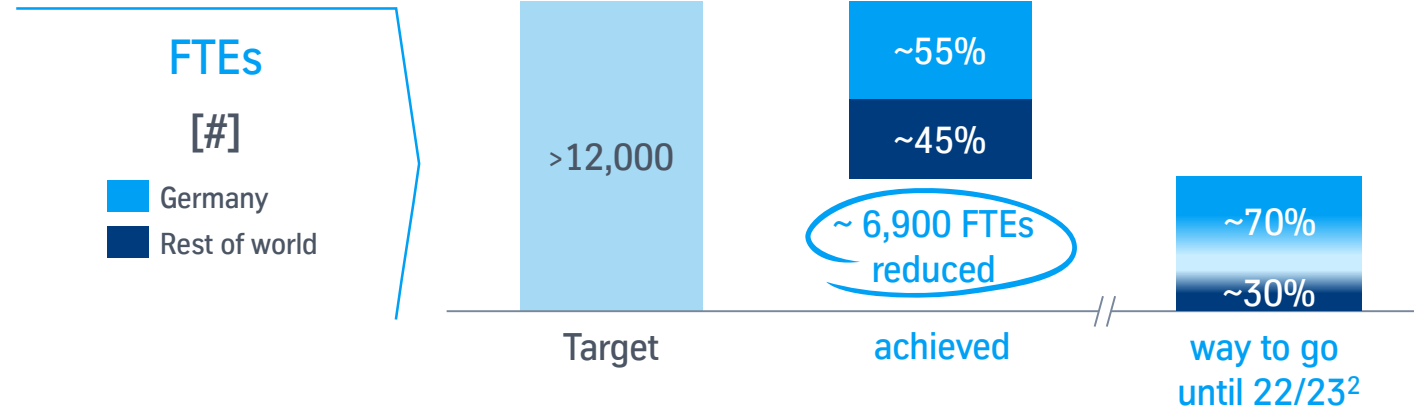 FTEs
[#]
Germany
Rest of world
>12,000
~55%
~45%
~ 6,900 FTEs
reduced
~70%
~30%
Target
achieved
way to go
until 22/23²